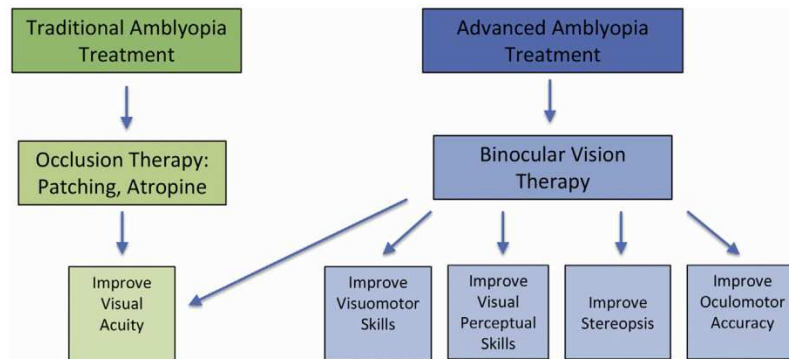 Traditional Amblyopia
Treatment
Advanced Amblyopia
Treatment
Occlusion Therapy:
Patching, Atropine
Binocular Vision
Therapy
Improve
Visual
Acuity
Improve
Visuomotor
Skills
Improve
Visual
Perceptual
Skills
Improve
Stereopsis
Improve
Oculomotor
Accuracy